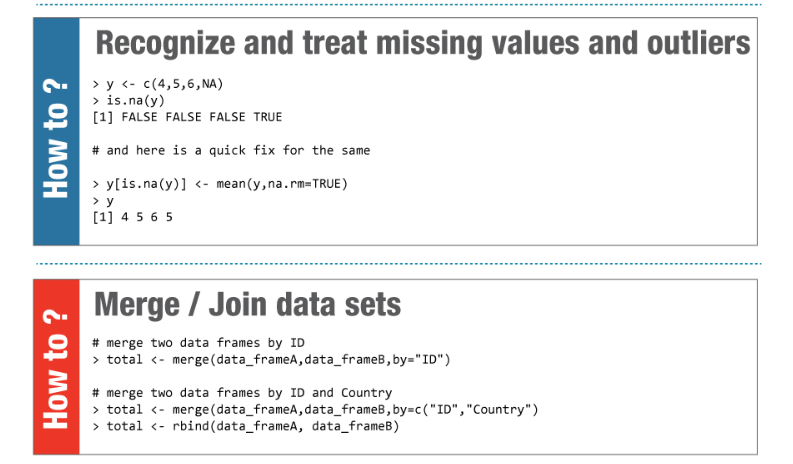 How to ?
Recognize and treat missing values and outliers
> y <- c(4,5,6,NA)
> is.na(y)
[1] FALSE FALSE FALSE TRUE
# and here is a quick fix for the same
> y[is.na(y)] <- mean(y,na.rm=TRUE)
> y
[1] 4 5 6 5
How to ?
Merge / Join data sets
# merge two data frames by ID
> total <- merge(data_frameA,data_frameB,by="ID")
# merge two data frames by ID and Country
> total <- merge(data_frameA,data_frameB,by=c("ID","Country")
> total <- rbind(data_frameA, data_frameB)